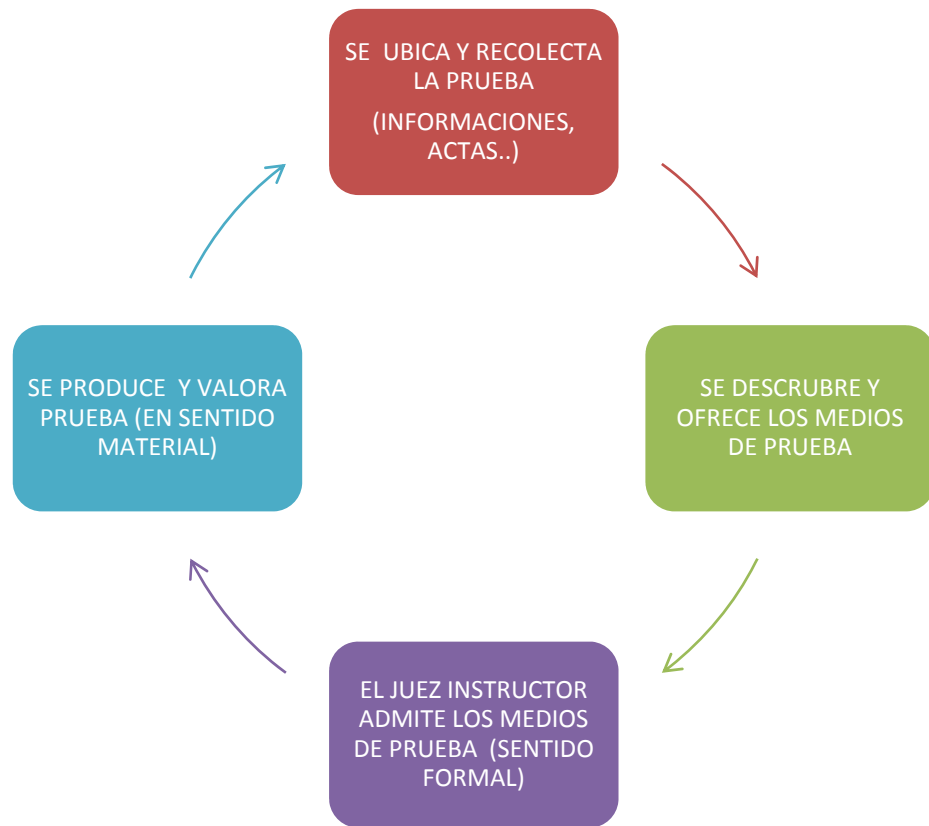 SE UBICA Y RECOLECTA
LA PRUEBA
(INFORMACIONES,
ACTAS..)
SE DESCRUBRE Y
OFRECE LOS MEDIOS
DE PRUEBA
EL JUEZ INSTRUCTOR
ADMITE LOS MEDIOS
DE PRUEBA (SENTIDO
FORMAL)
SE PRODUCE Y VALORA
PRUEBA (EN SENTIDO
MATERIAL)